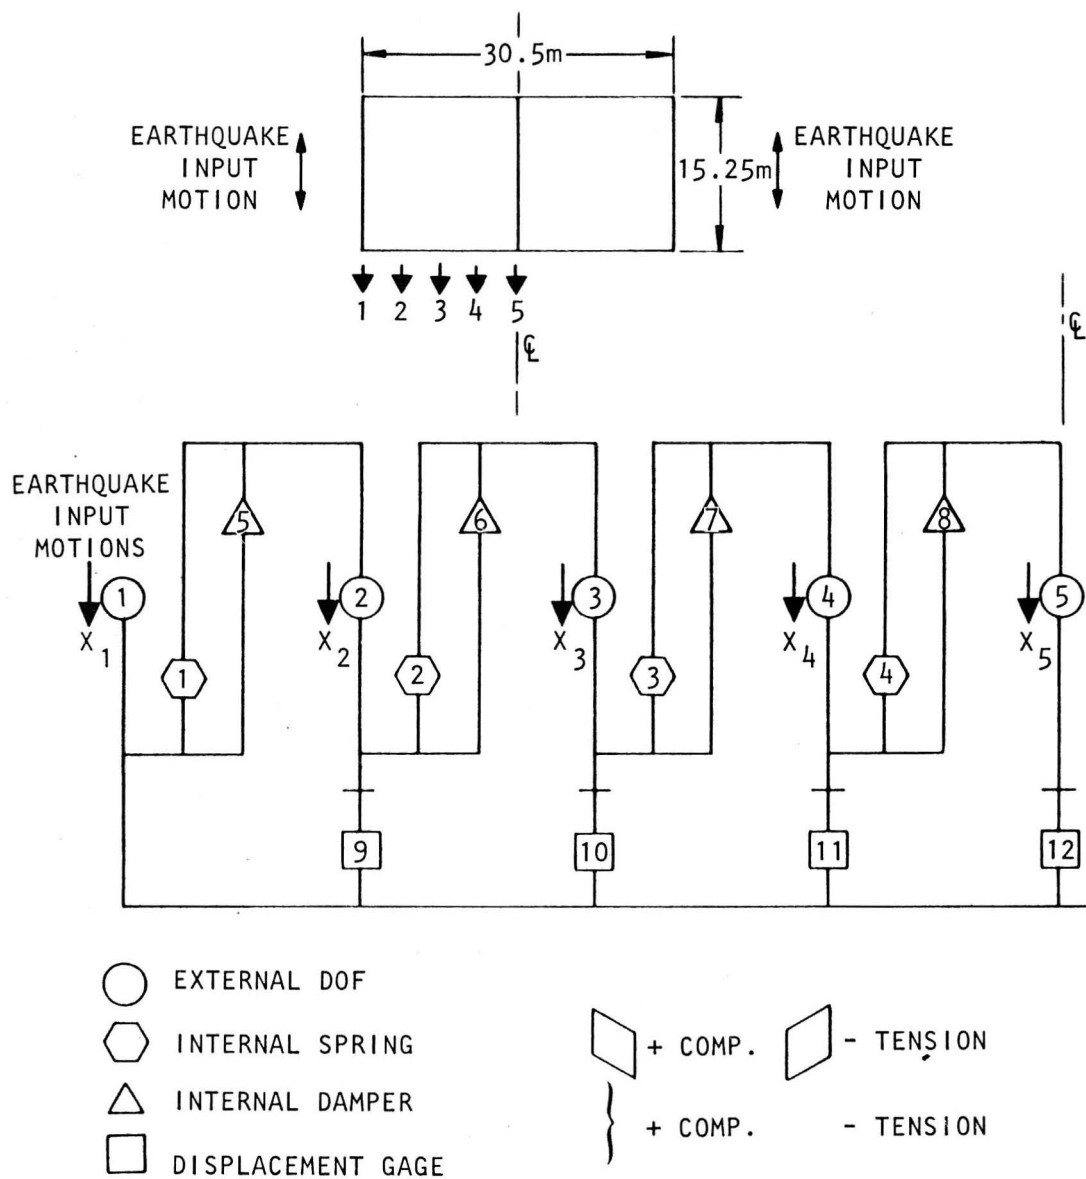 30.5m
EARTHQUAKE
INPUT
MOTION
15.25m
EARTHQUAKE
INPUT
MOTION
1 2 3 4 5
℄
℄
EARTHQUAKE
INPUT
MOTIONS
5 6 7 8
1 2 3 4 5
X1 X2 X3 X4 X5
1 2 3 4
9 10 11 12
EXTERNAL DOF
INTERNAL SPRING
INTERNAL DAMPER
DISPLACEMENT GAGE
+ COMP. - TENSION
+ COMP. - TENSION